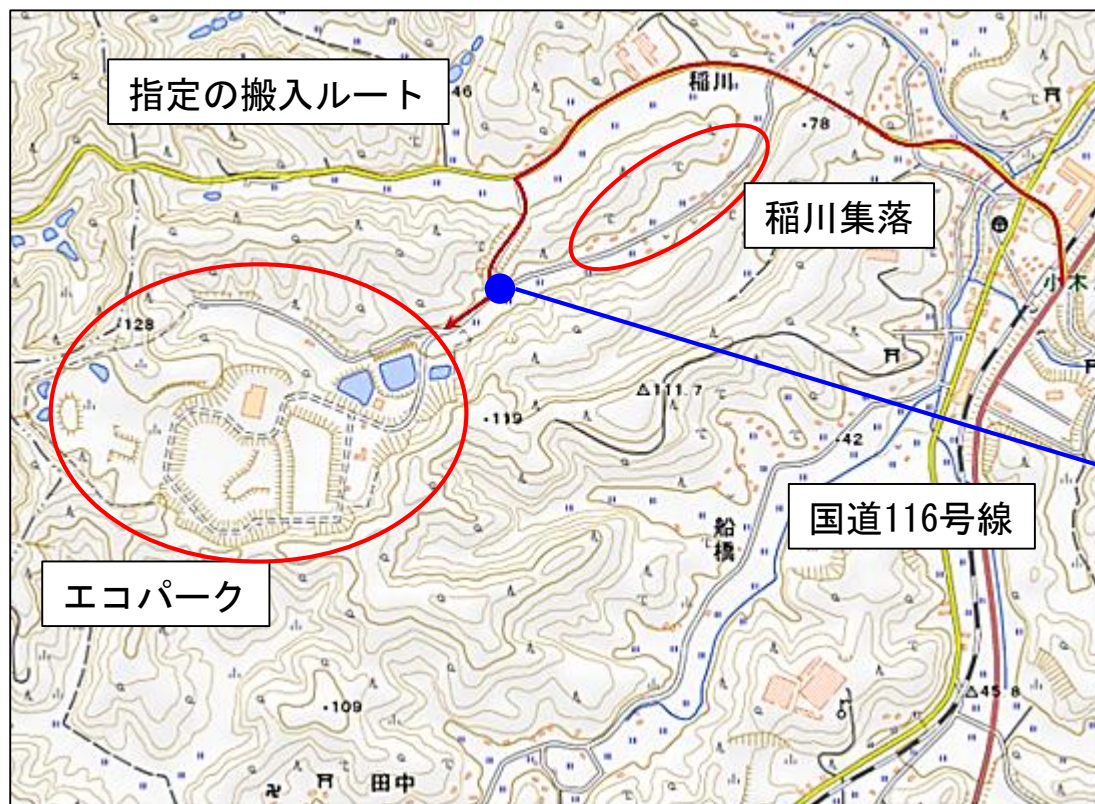 指定の搬入ルート
46
稲川
78
稲川集落
小木
128
111.7
119
42
国道116号線
船橋
エコパーク
45.8
109
田中